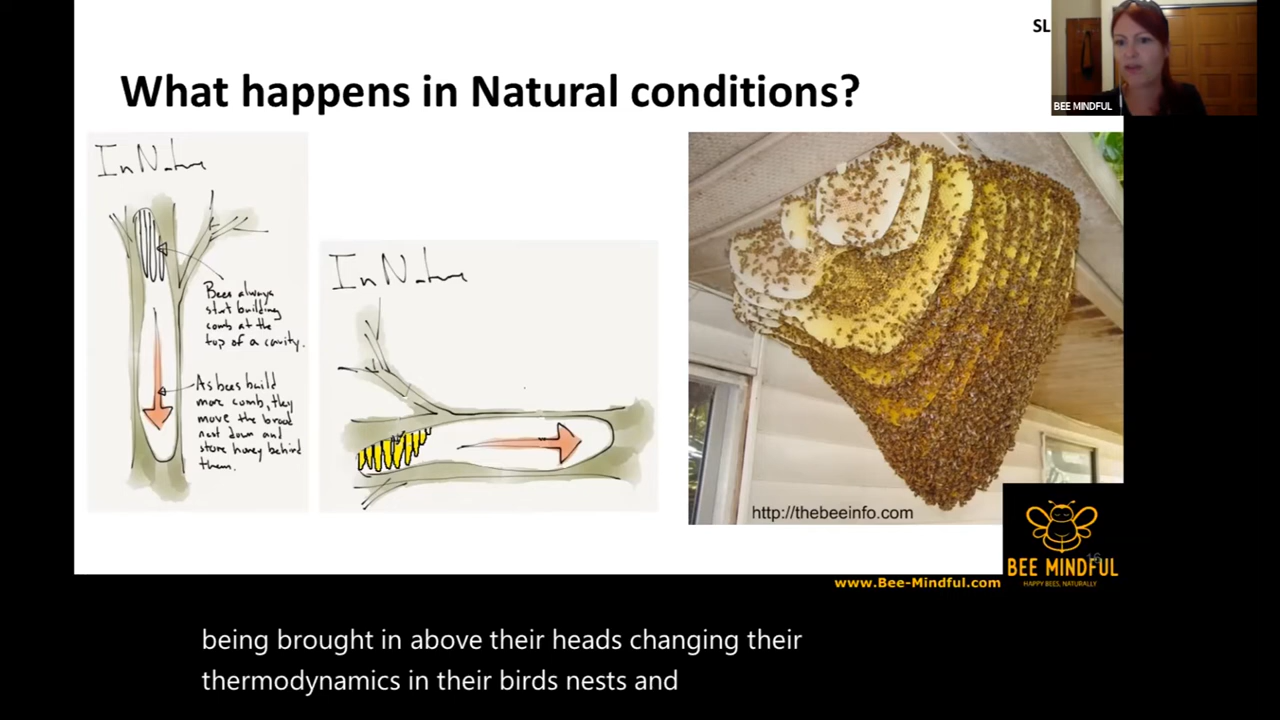 SL
BEE MINDFUL
What happens in Natural conditions?
In Nature
Bees always
start building
comb at the
top of a cavity.
As bees build
more comb, they
move the brood
nest down and
store honey behind
them.
In Nature
http://thebeeinfo.com
16
BEE MINDFUL
HAPPY BEES, NATURALLY
www.Bee-Mindful.com
being brought in above their heads changing their
thermodynamics in their birds nests and